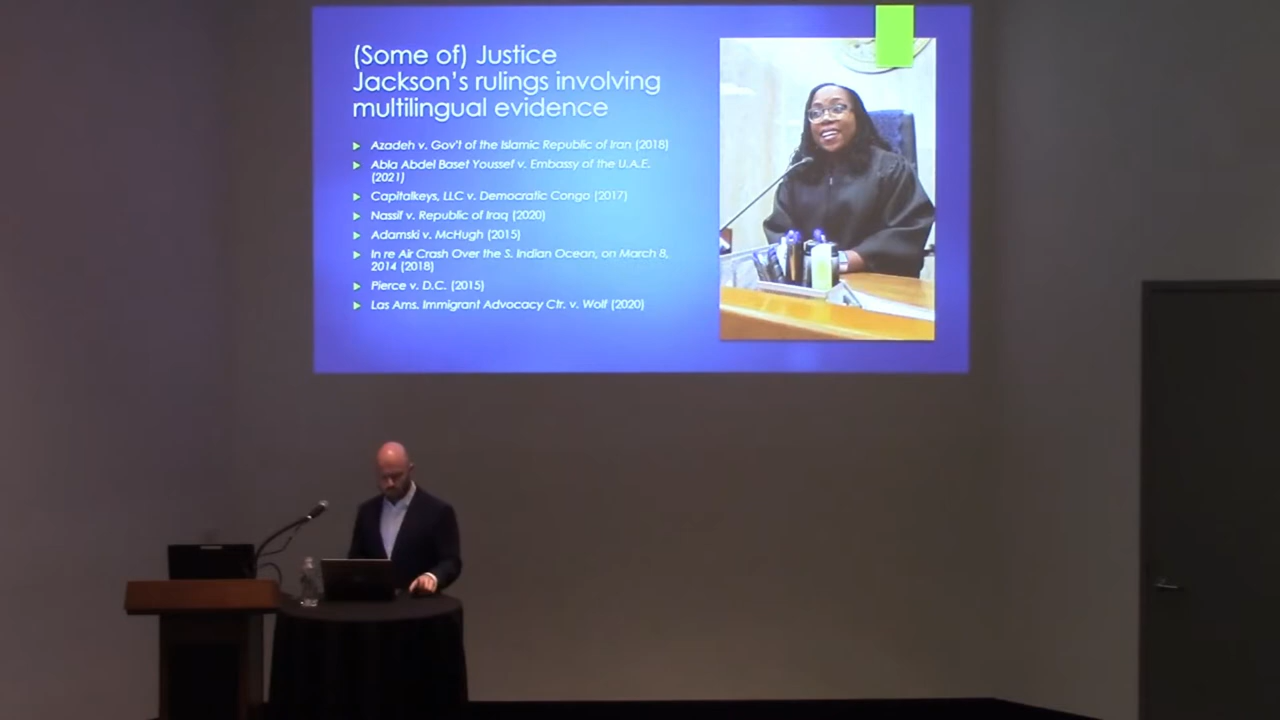 (Some of) Justice
Jackson's rulings involving
multilingual evidence
Azadeh v. Gov't of the Islamic Republic of Iran (2018)
Abla Abdel Baset Youssef v. Embassy of the U.A.E.
(2021)
Capitalkeys, LLC v. Democratic Congo (2017)
Nassif v. Republic of Iraq (2020)
Adamski v. McHugh (2015)
In re Air Crash Over the S. Indian Ocean, on March 8,
2014 (2018)
Pierce v. D.C. (2015)
Las Ams. Immigrant Advocacy Ctr. v. Wolf (2020)